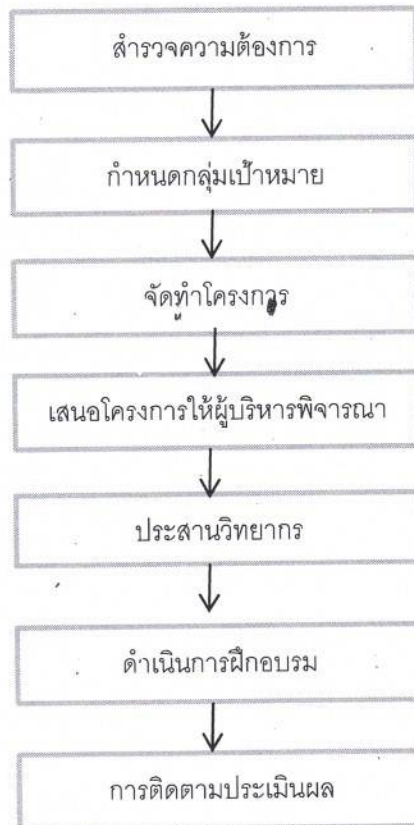 สำรวจความต้องการ
กำหนดกลุ่มเป้าหมาย
จัดทำโครงการ
เสนอโครงการให้ผู้บริหารพิจารณา
ประสานวิทยากร
ดำเนินการฝึกอบรม
การติดตามประเมินผล